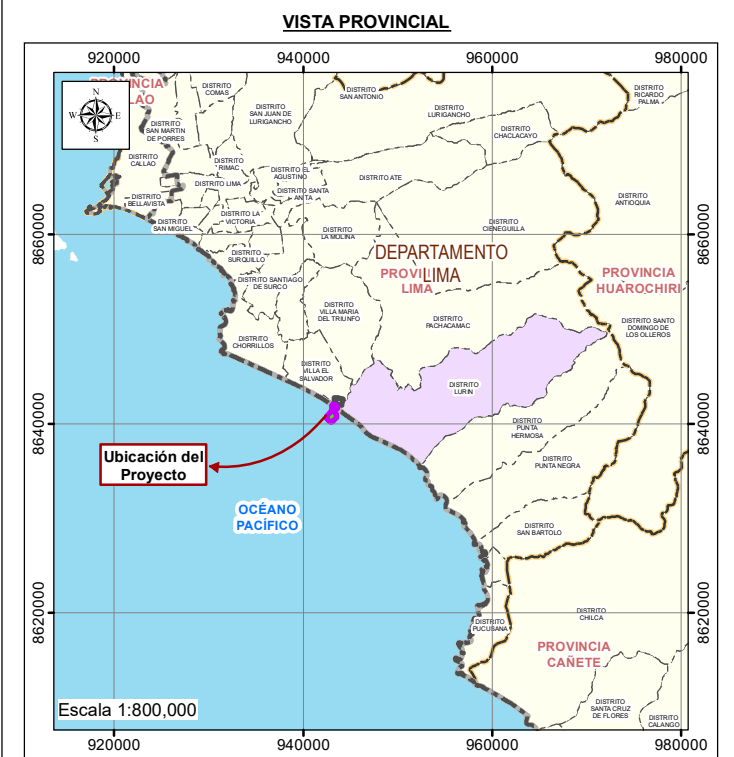 VISTA PROVINCIAL
920000
940000
960000
980000
N
W
E
S
DISTRITO
COMAS
DISTRITO
SAN ANTONIO
DISTRITO
RICARDO
PALMA
DISTRITO
SAN JUAN DE
LURIGANCHO
DISTRITO
LURIGANCHO
DISTRITO
CHACLACAYO
DISTRITO
SAN MARTIN
DE PORRES
DISTRITO
CALLAO
DISTRITO
RIMAC
DISTRITO EL
AGUSTINO
DISTRITO ATE
DISTRITO LIMA
DISTRITO SANTA
ANITA
DISTRITO
BELLAVISTA
DISTRITO
ANTIOQUIA
DISTRITO LA
VICTORIA
DISTRITO
SAN MIGUEL
DISTRITO
LA MOLINA
DISTRITO
CIENEGUILLA
8660000
8660000
DISTRITO
SURQUILLO
DEPARTAMENTO
LIMA
LIMA
PROVINCIA
HUAROCHIRI
DISTRITO SANTIAGO
DE SURCO
DISTRITO
VILLA MARIA
DEL TRIUNFO
DISTRITO
PACHACAMAC
DISTRITO SANTO
DOMINGO DE
LOS OLLEROS
DISTRITO
CHORRILLOS
DISTRITO
VILLA EL
SALVADOR
DISTRITO
LURIN
8640000
8640000
DISTRITO
PUNTA
HERMOSA
Ubicación del
Proyecto
DISTRITO
PUNTA NEGRA
OCÉANO
PACÍFICO
DISTRITO
SAN BARTOLO
8620000
8620000
DISTRITO
CHILCA
DISTRITO
PUCUSANA
PROVINCIA
CAÑETE
DISTRITO
SANTA CRUZ
DE FLORES
DISTRITO
CALANGO
Escala 1:800,000
920000
940000
960000
980000